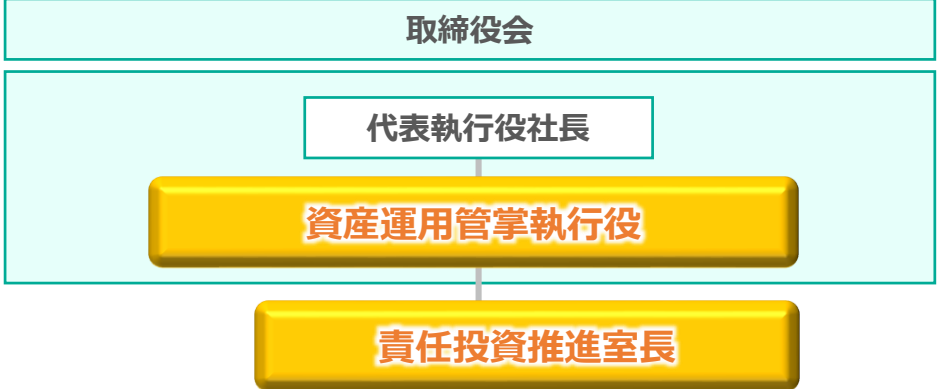 取締役会
代表執行役社長
資産運用管掌執行役
責任投資推進室長